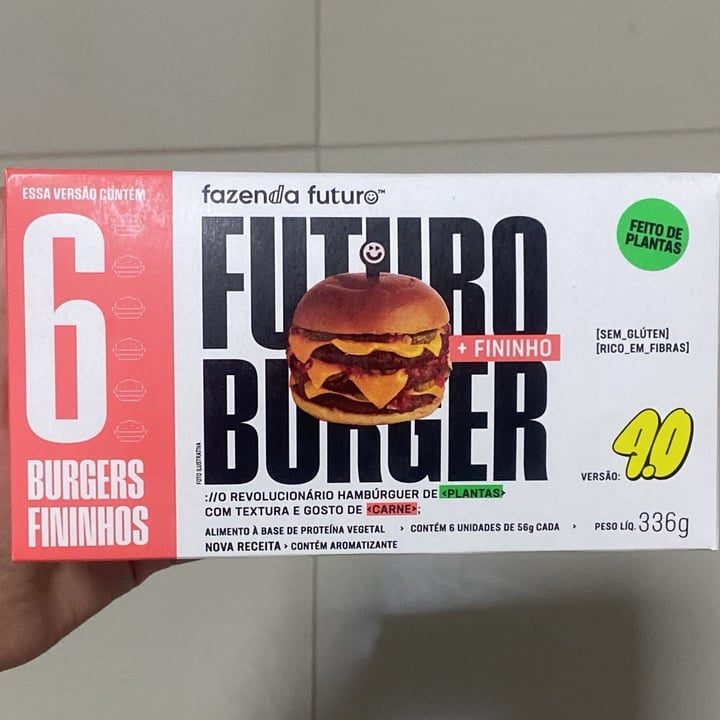 ESSA VERSÃO CONTÉM
6
BURGERS
FININHOS
fazenda futuro™
FUTURO
BURGER
+ FININHO
FEITO DE
PLANTAS
[SEM_GLÚTEN]
[RICO_EM_FIBRAS]
VERSÃO: 4.0
FOTO ILUSTRATIVA
://O REVOLUCIONÁRIO HAMBÚRGUER DE <PLANTAS>
COM TEXTURA E GOSTO DE <CARNE>;
ALIMENTO À BASE DE PROTEÍNA VEGETAL > CONTÉM 6 UNIDADES DE 56g CADA > PESO LÍQ. 336g
NOVA RECEITA > CONTÉM AROMATIZANTE